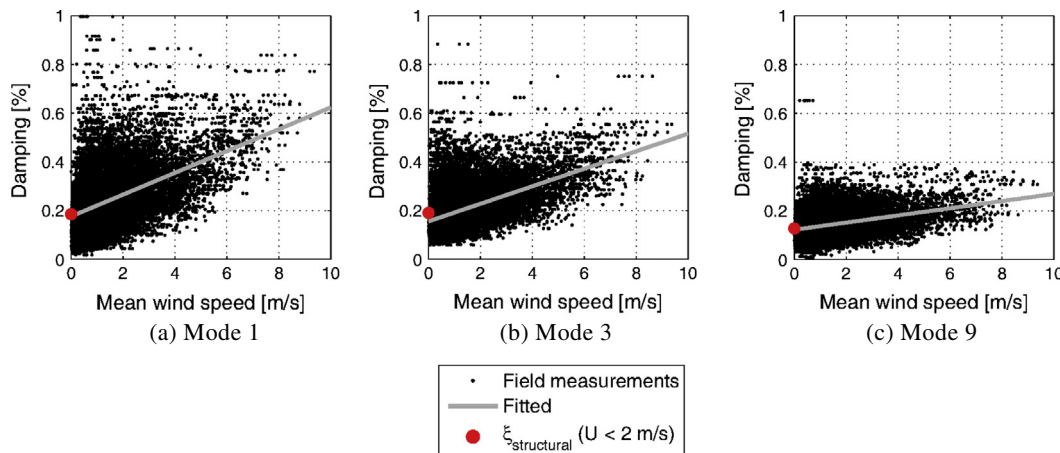 1
0.8
0.6
0.4
0.2
0
Damping [%]
0 2 4 6 8 10
Mean wind speed [m/s]
(a) Mode 1
1
0.8
0.6
0.4
0.2
0
Damping [%]
0 2 4 6 8 10
Mean wind speed [m/s]
(b) Mode 3
1
0.8
0.6
0.4
0.2
0
Damping [%]
0 2 4 6 8 10
Mean wind speed [m/s]
(c) Mode 9
Field measurements
Fitted
ξstructural (U < 2 m/s)